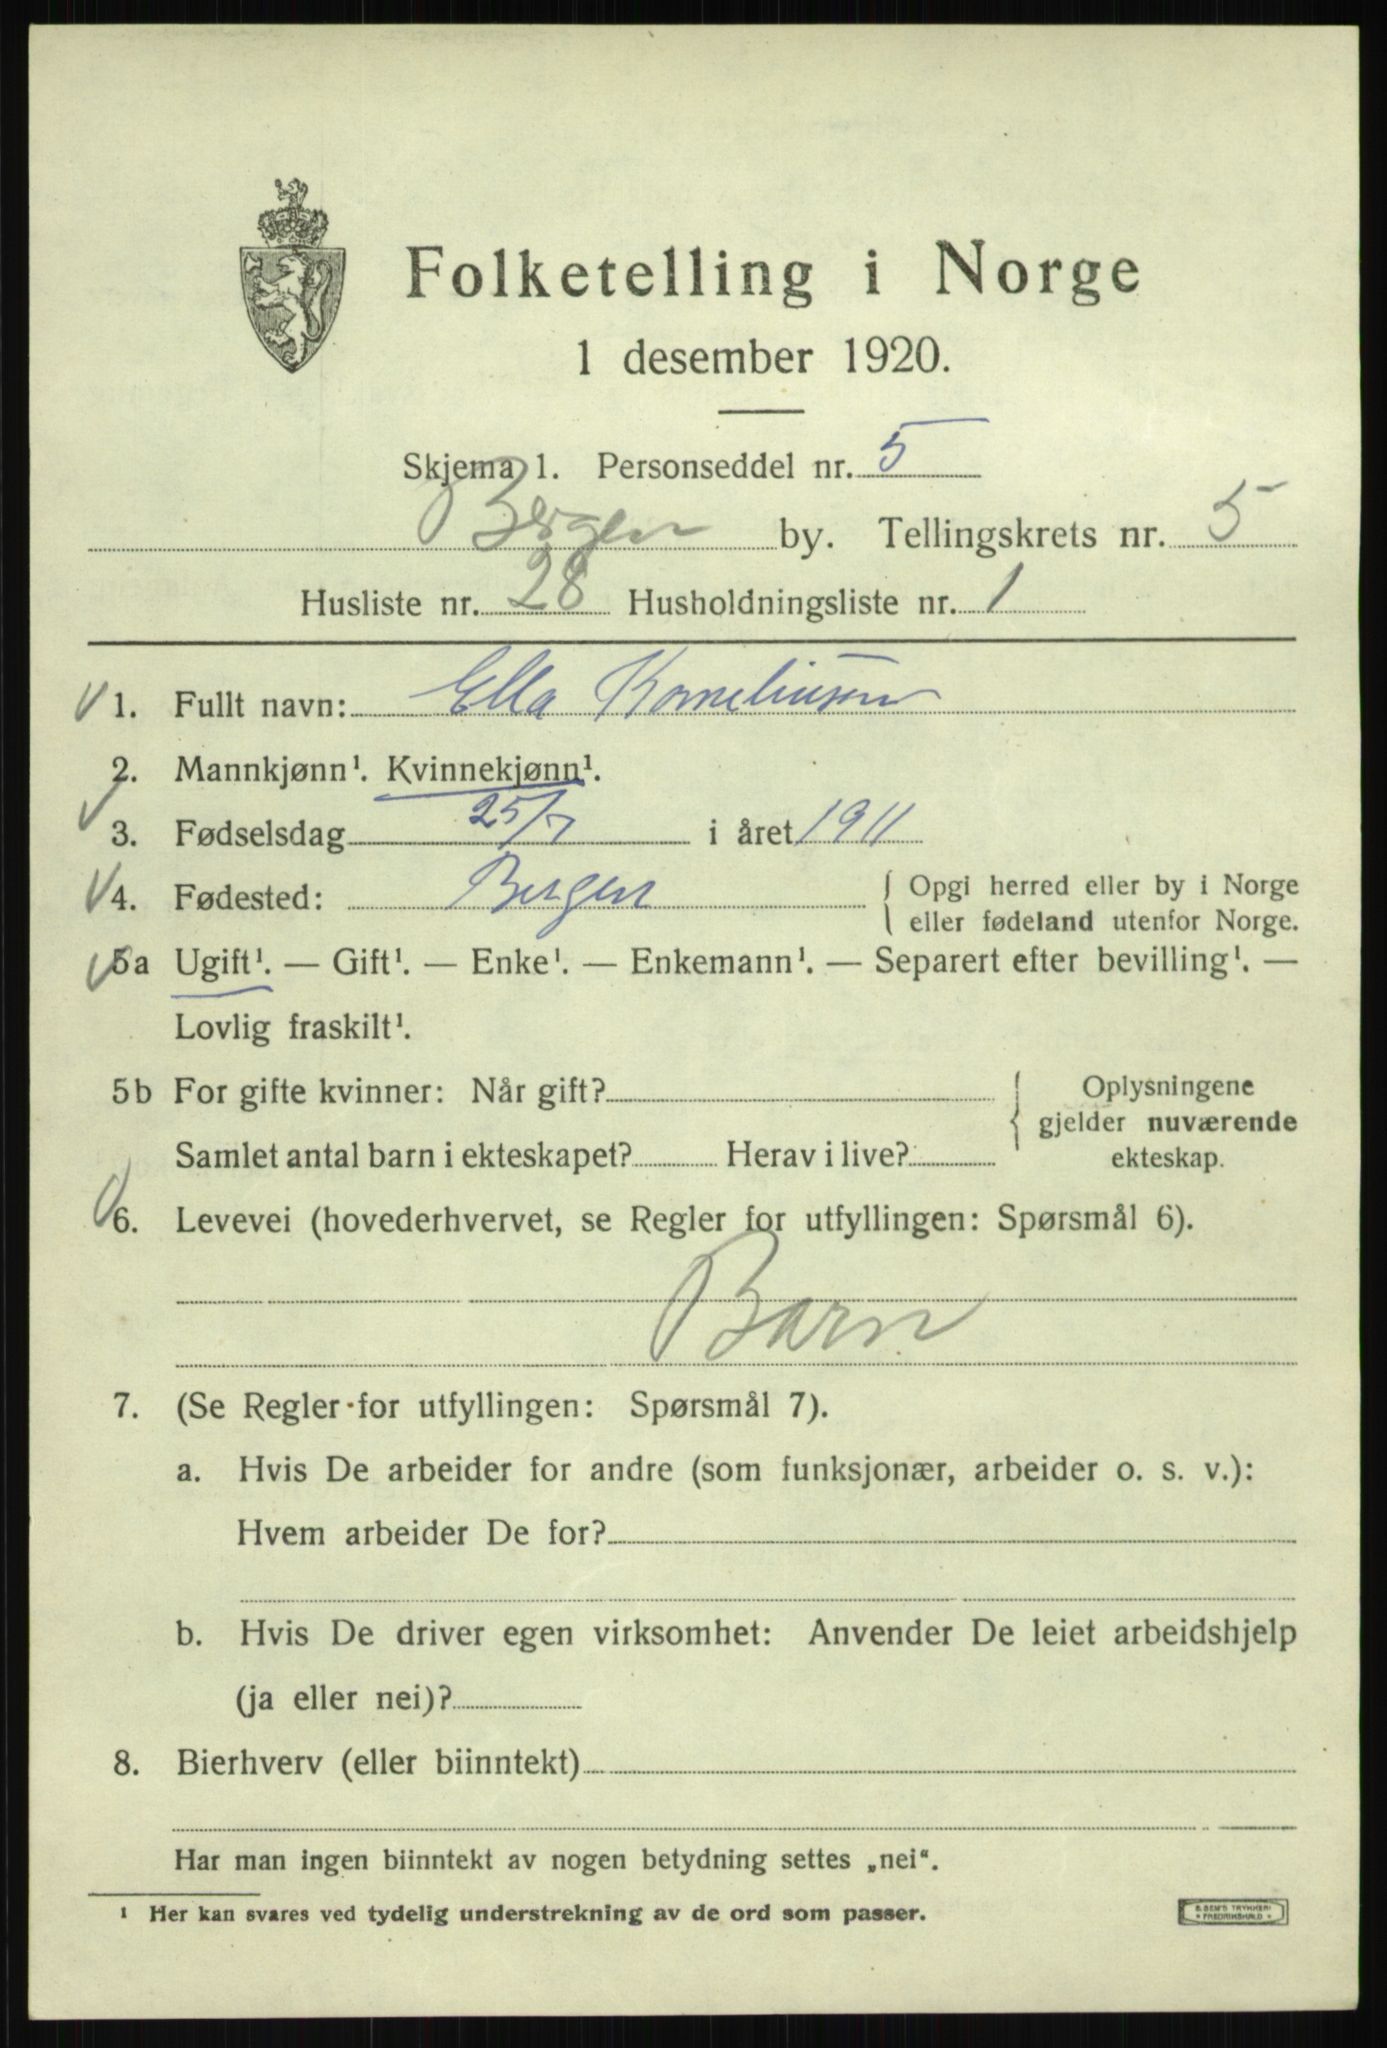 Folketelling i Norge
1 desember 1920.
Skjema 1. Personseddel nr. 5
Bergen by. Tellingskrets nr. 5
Husliste nr. 28 Husholdningsliste nr. 1
1. Fullt navn: Ella Korneliussen
2. Mannkjønn¹. Kvinnekjønn¹.
3. Fødselsdag 25/7 i året 1911
4. Fødested: Bergen { Opgi herred eller by i Norge
eller fødeland utenfor Norge.
5a Ugift¹. — Gift¹. — Enke¹. — Enkemann¹. — Separert efter bevilling¹. —
Lovlig fraskilt¹.
5b For gifte kvinner: Når gift?
Samlet antal barn i ekteskapet? Herav i live?
{ Oplysningene
gjelder nuværende
ekteskap.
6. Levevei (hovederhvervet, se Regler for utfyllingen: Spørsmål 6).
Barn
7. (Se Regler for utfyllingen: Spørsmål 7).
a. Hvis De arbeider for andre (som funksjonær, arbeider o. s. v.):
Hvem arbeider De for?
b. Hvis De driver egen virksomhet: Anvender De leiet arbeidshjelp
(ja eller nei)?
8. Bierhverv (eller biinntekt)
Har man ingen biinntekt av nogen betydning settes „nei“.
¹ Her kan svares ved tydelig understrekning av de ord som passer.
TRYKKERI
FREDRIKSHALD